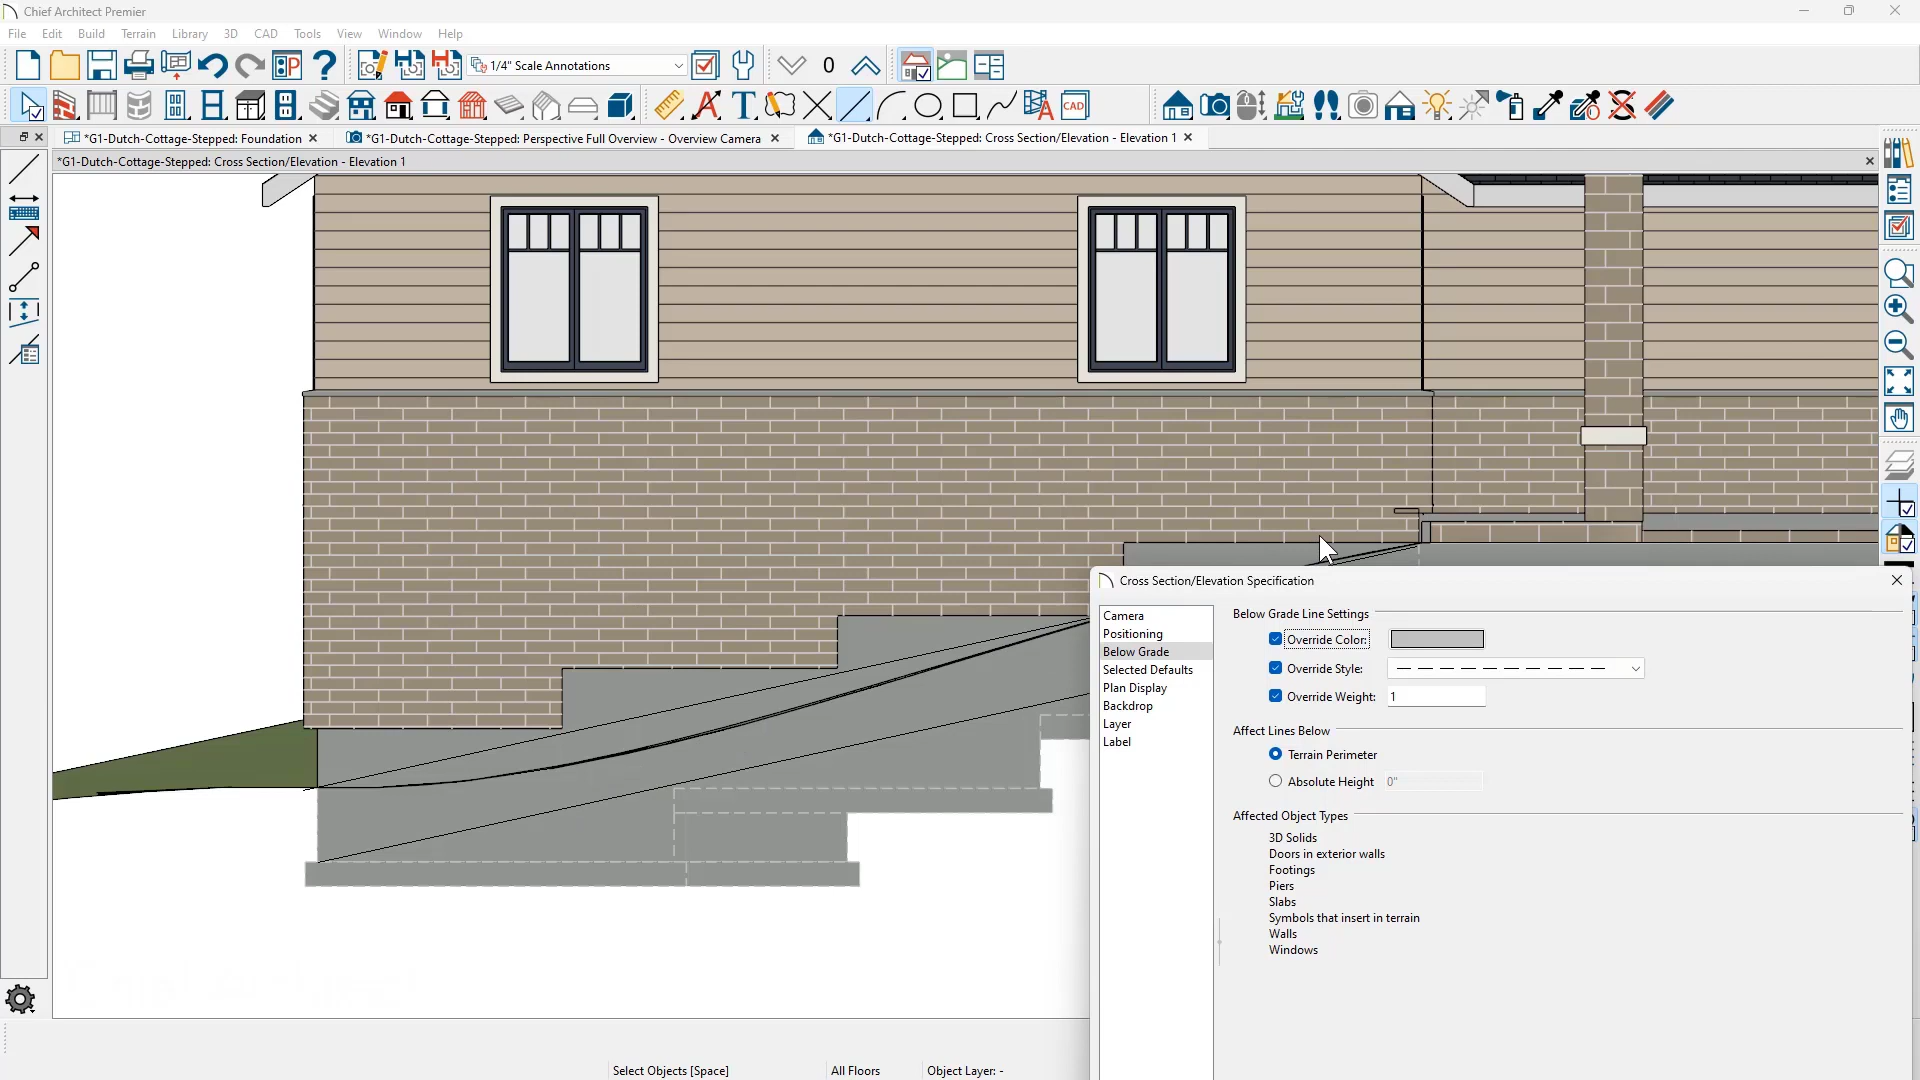 Chief Architect Premier
File Edit Build Terrain Library 3D CAD Tools View Window Help
1/4" Scale Annotations
0
CAD
*G1-Dutch-Cottage-Stepped: Foundation
*G1-Dutch-Cottage-Stepped: Perspective Full Overview - Overview Camera
*G1-Dutch-Cottage-Stepped: Cross Section/Elevation - Elevation 1
*G1-Dutch-Cottage-Stepped: Cross Section/Elevation - Elevation 1
Cross Section/Elevation Specification
Camera
Positioning
Below Grade
Selected Defaults
Plan Display
Backdrop
Layer
Label
Below Grade Line Settings
Override Color:
Override Style:
Override Weight: 1
Affect Lines Below
Terrain Perimeter
Absolute Height 0"
Affected Object Types
3D Solids
Doors in exterior walls
Footings
Piers
Slabs
Symbols that insert in terrain
Walls
Windows
Select Objects [Space]
All Floors
Object Layer: -